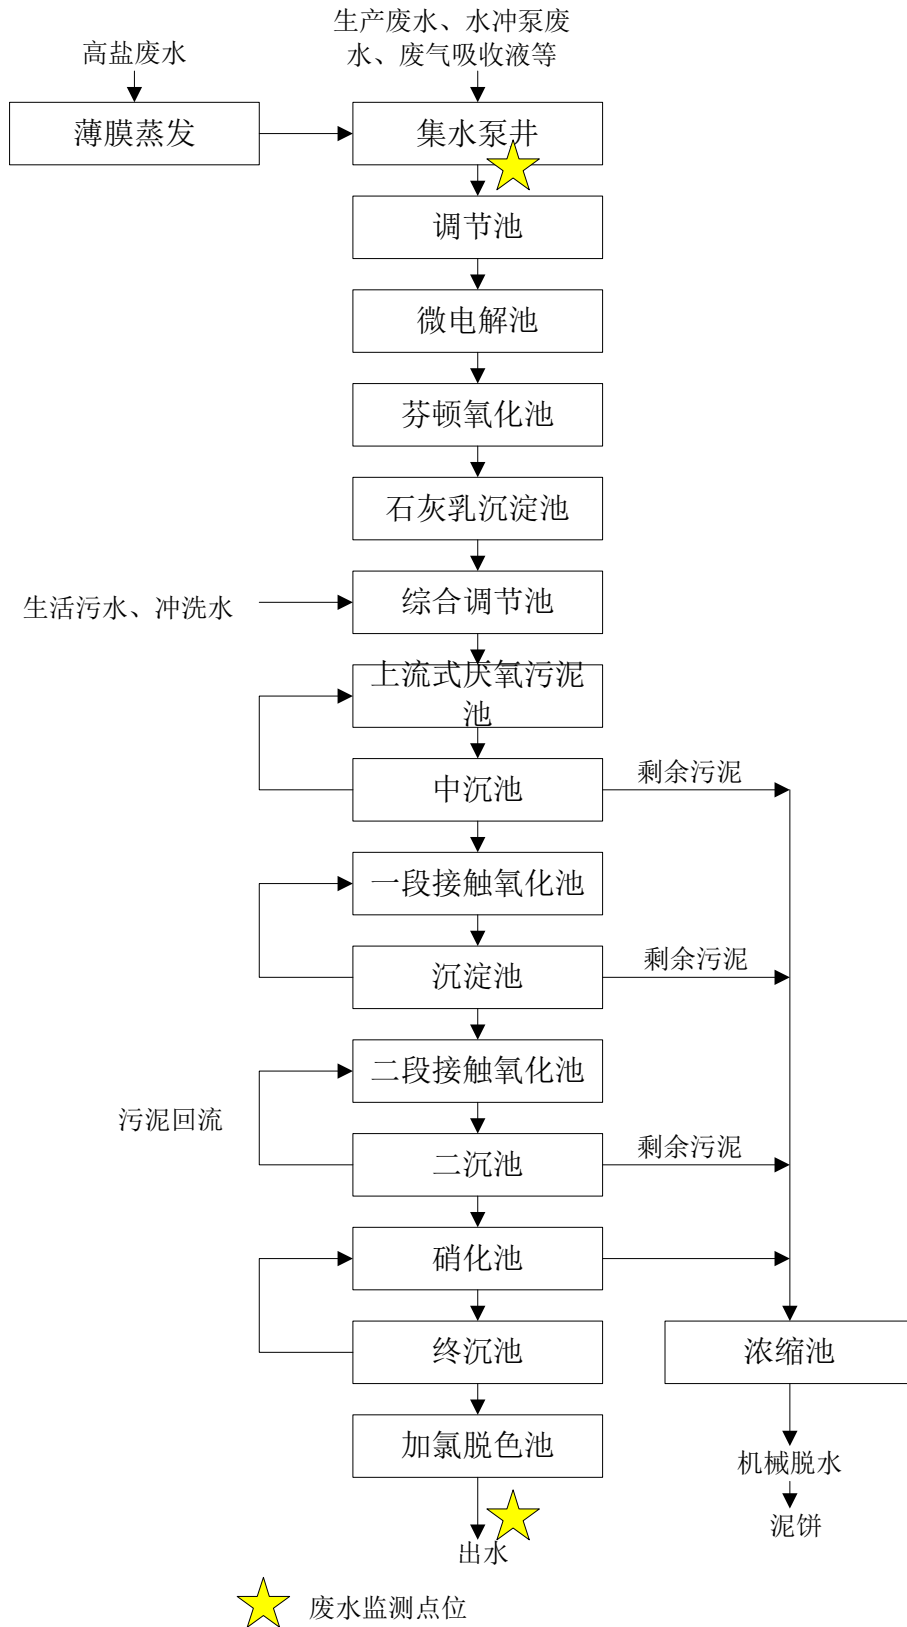 生产废水、水冲泵废
水、废气吸收液等
高盐废水
薄膜蒸发
集水泵井
调节池
微电解池
芬顿氧化池
石灰乳沉淀池
生活污水、冲洗水
综合调节池
上流式厌氧污泥
池
中沉池
剩余污泥
一段接触氧化池
沉淀池
剩余污泥
二段接触氧化池
污泥回流
二沉池
剩余污泥
硝化池
终沉池
浓缩池
加氯脱色池
机械脱水
泥饼
出水
废水监测点位